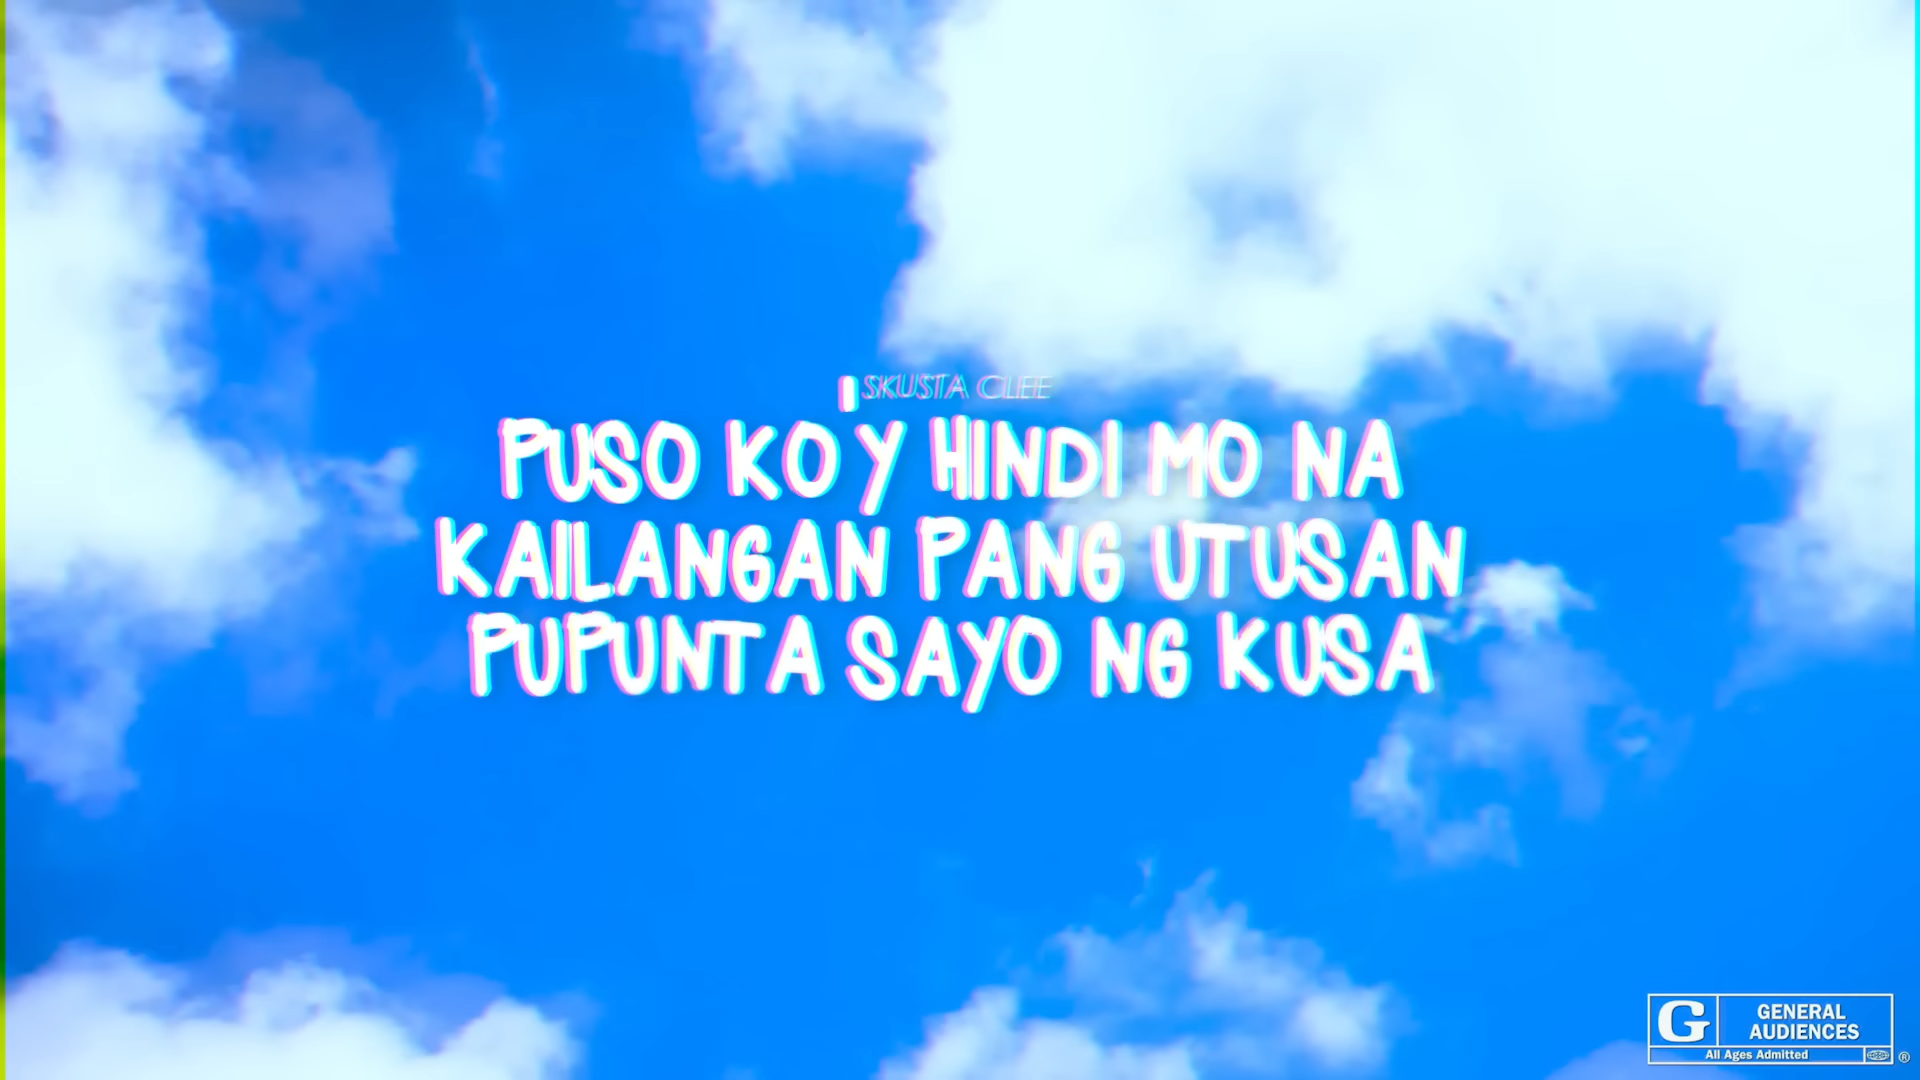 SKUSTA CLEE
PUSO KO'Y HINDI MO NA
KAILANGAN PANG UTUSAN
PUPUNTA SAYO NG KUSA
G
GENERAL
AUDIENCES
All Ages Admitted
®